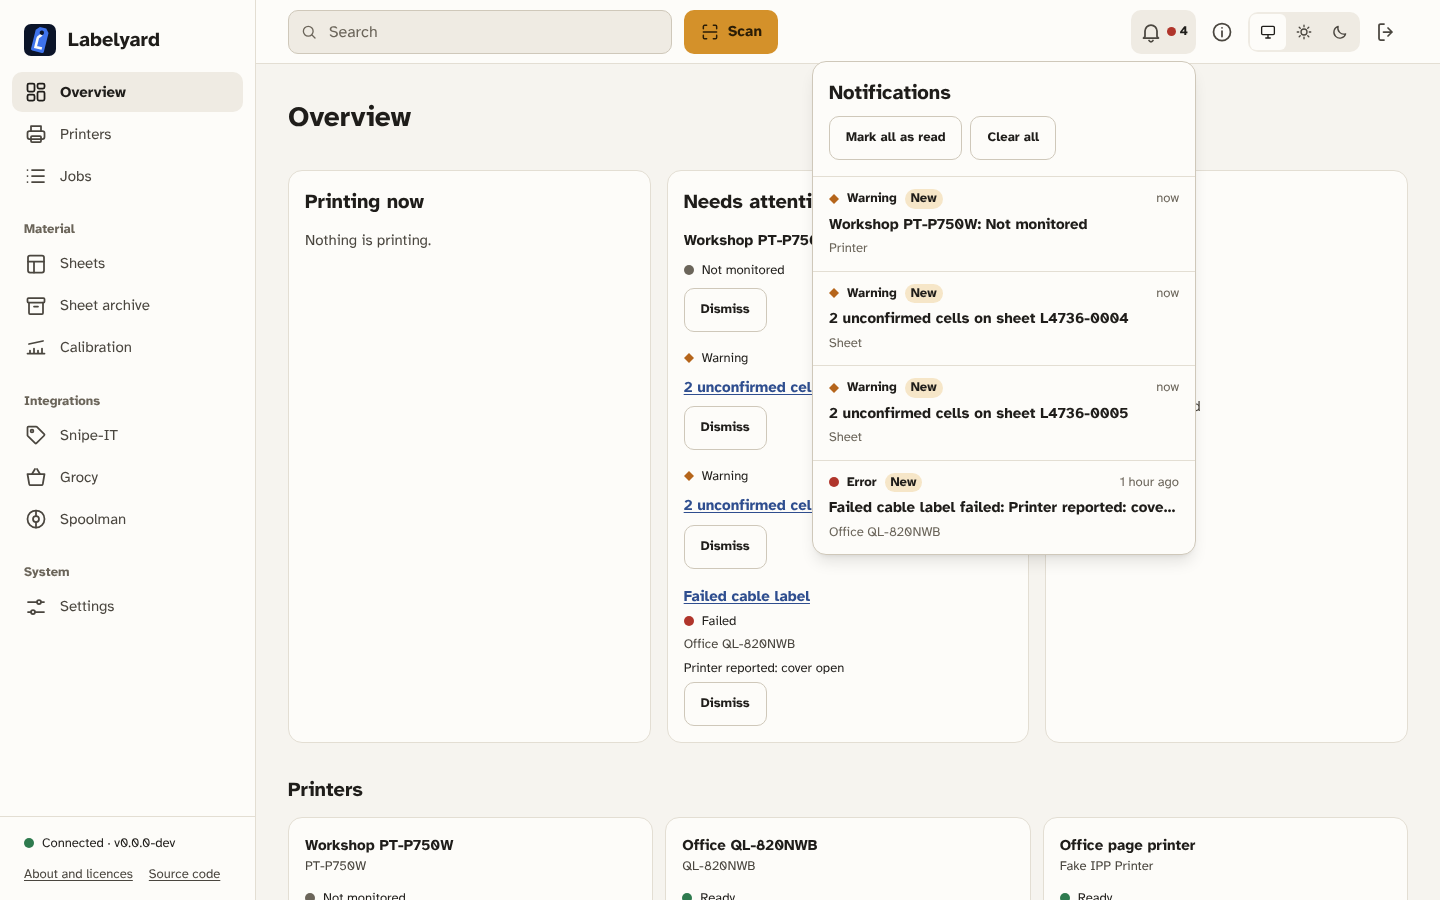 Labelyard
Search
Scan
4
Overview
Printers
Jobs
Material
Sheets
Sheet archive
Calibration
Integrations
Snipe-IT
Grocy
Spoolman
System
Settings
Connected · v0.0.0-dev
About and licences
Source code
Overview
Printing now
Nothing is printing.
Needs attenti
Workshop PT-P750
Not monitored
Dismiss
Warning
2 unconfirmed cel
Dismiss
Warning
2 unconfirmed cel
Dismiss
Failed cable label
Failed
Office QL-820NWB
Printer reported: cover open
Dismiss
Notifications
Mark all as read
Clear all
Warning New now
Workshop PT-P750W: Not monitored
Printer
Warning New now
2 unconfirmed cells on sheet L4736-0004
Sheet
Warning New now
2 unconfirmed cells on sheet L4736-0005
Sheet
Error New 1 hour ago
Failed cable label failed: Printer reported: cove...
Office QL-820NWB
Printers
Workshop PT-P750W
PT-P750W
Not monitored
Office QL-820NWB
QL-820NWB
Ready
Office page printer
Fake IPP Printer
Ready